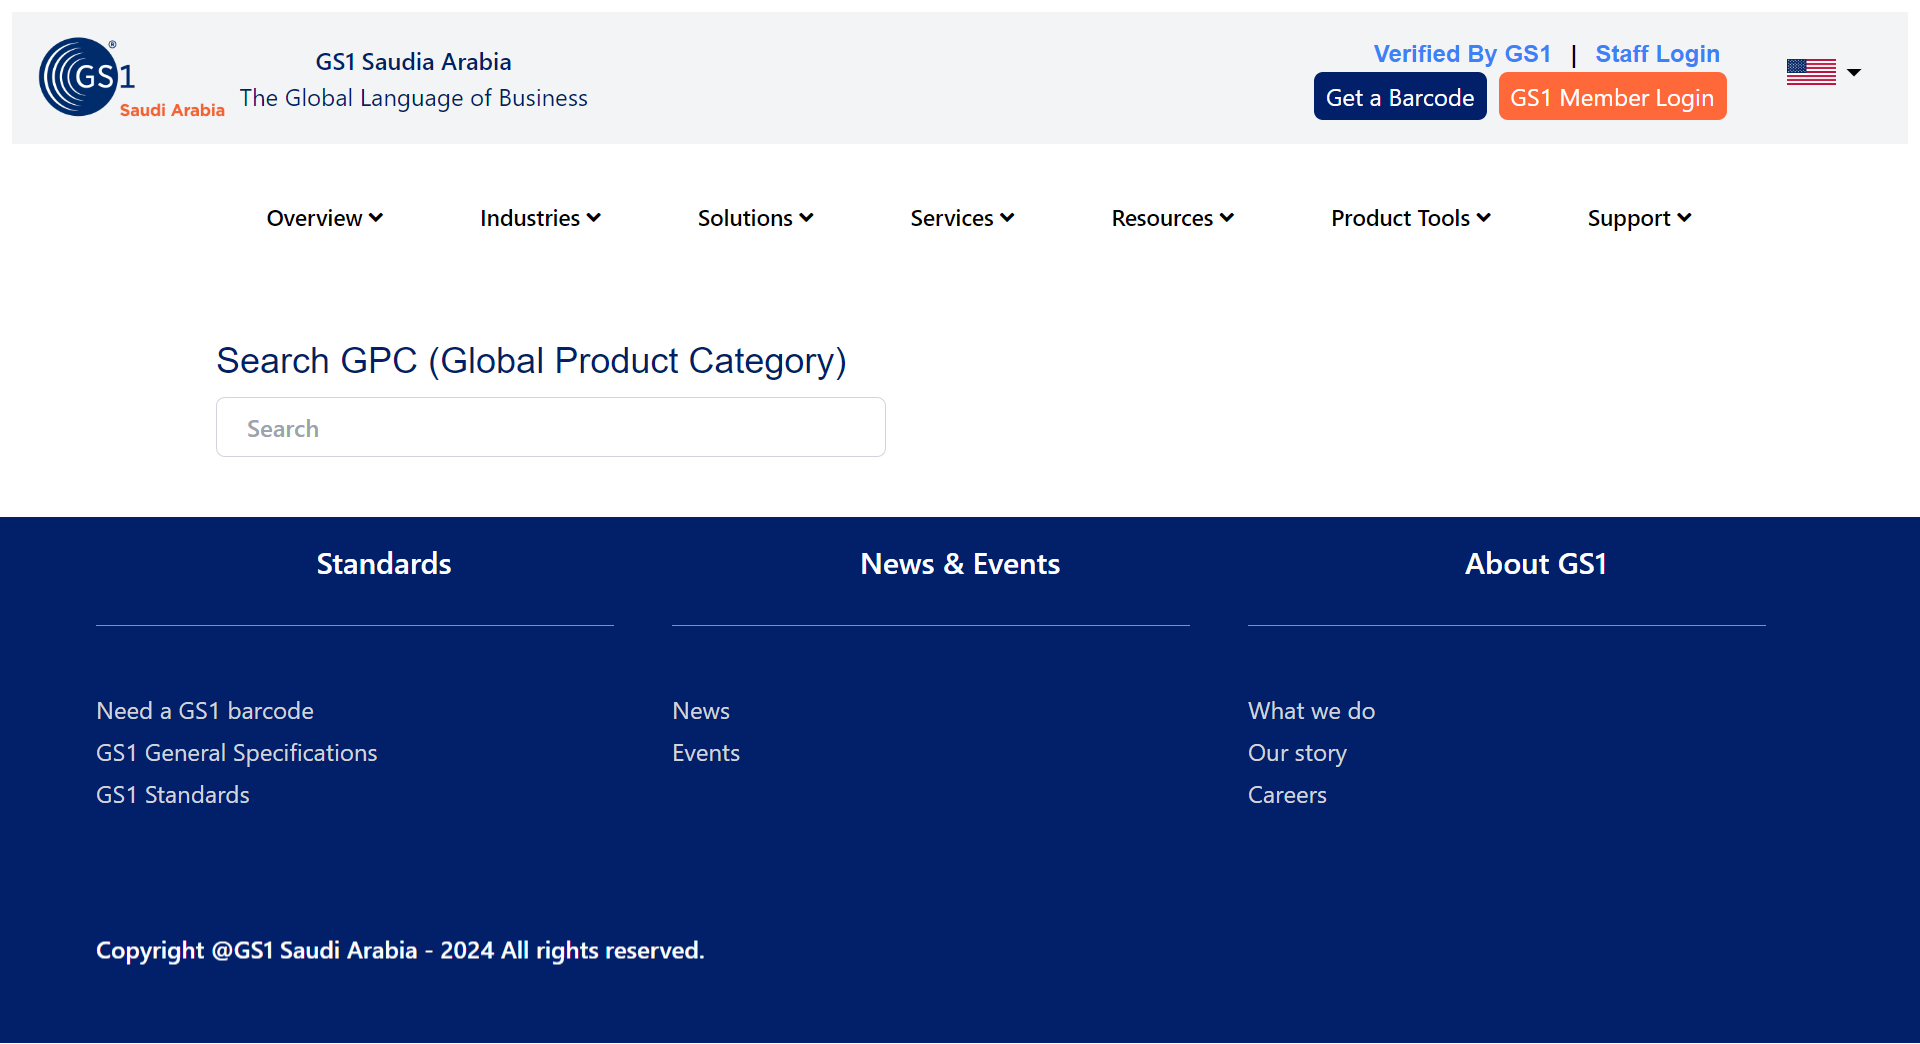 GS1 ®
Saudi Arabia
GS1 Saudia Arabia
The Global Language of Business
Verified By GS1 | Staff Login
Get a Barcode GS1 Member Login
Overview Industries Solutions Services Resources Product Tools Support
Search GPC (Global Product Category)
Search
Standards
Need a GS1 barcode
GS1 General Specifications
GS1 Standards
News & Events
News
Events
About GS1
What we do
Our story
Careers
Copyright @GS1 Saudi Arabia - 2024 All rights reserved.